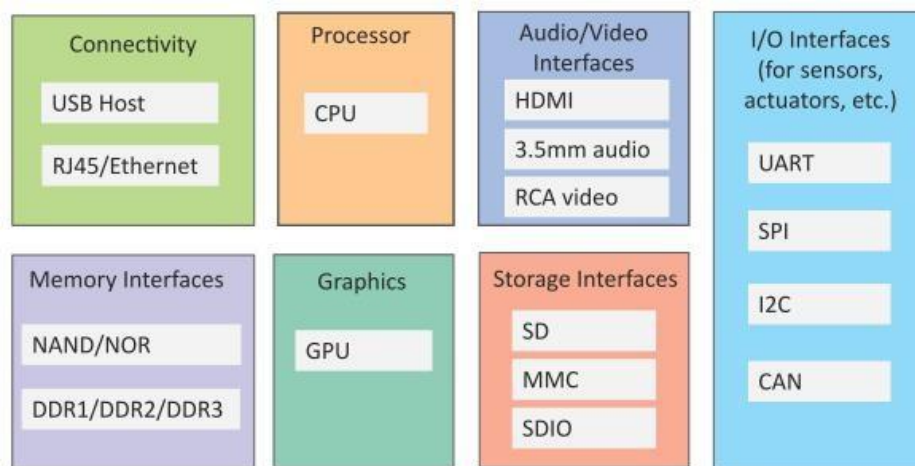 Connectivity
USB Host
RJ45/Ethernet
Processor
CPU
Audio/Video
Interfaces
HDMI
3.5mm audio
RCA video
I/O Interfaces
(for sensors,
actuators, etc.)
UART
SPI
I2C
CAN
Memory Interfaces
NAND/NOR
DDR1/DDR2/DDR3
Graphics
GPU
Storage Interfaces
SD
MMC
SDIO